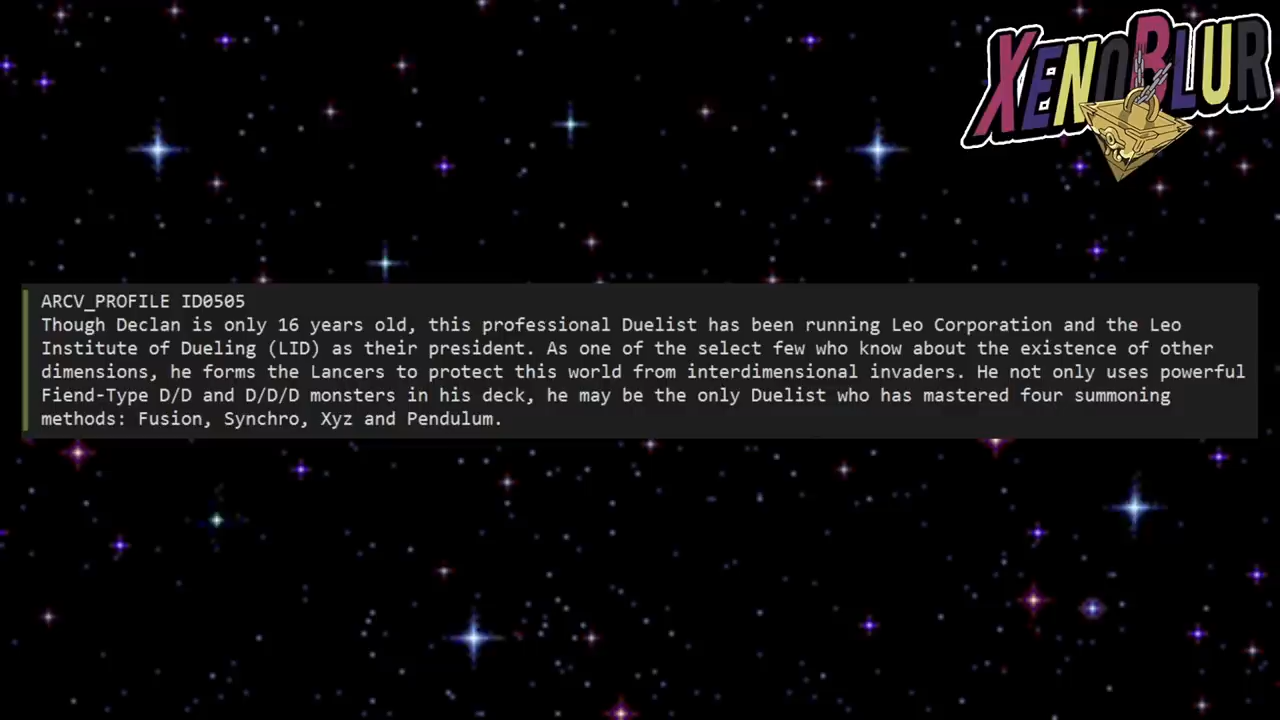 XENOBLUR
ARCV_PROFILE ID0505
Though Declan is only 16 years old, this professional Duelist has been running Leo Corporation and the Leo
Institute of Dueling (LID) as their president. As one of the select few who know about the existence of other
dimensions, he forms the Lancers to protect this world from interdimensional invaders. He not only uses powerful
Fiend-Type D/D and D/D/D monsters in his deck, he may be the only Duelist who has mastered four summoning
methods: Fusion, Synchro, Xyz and Pendulum.